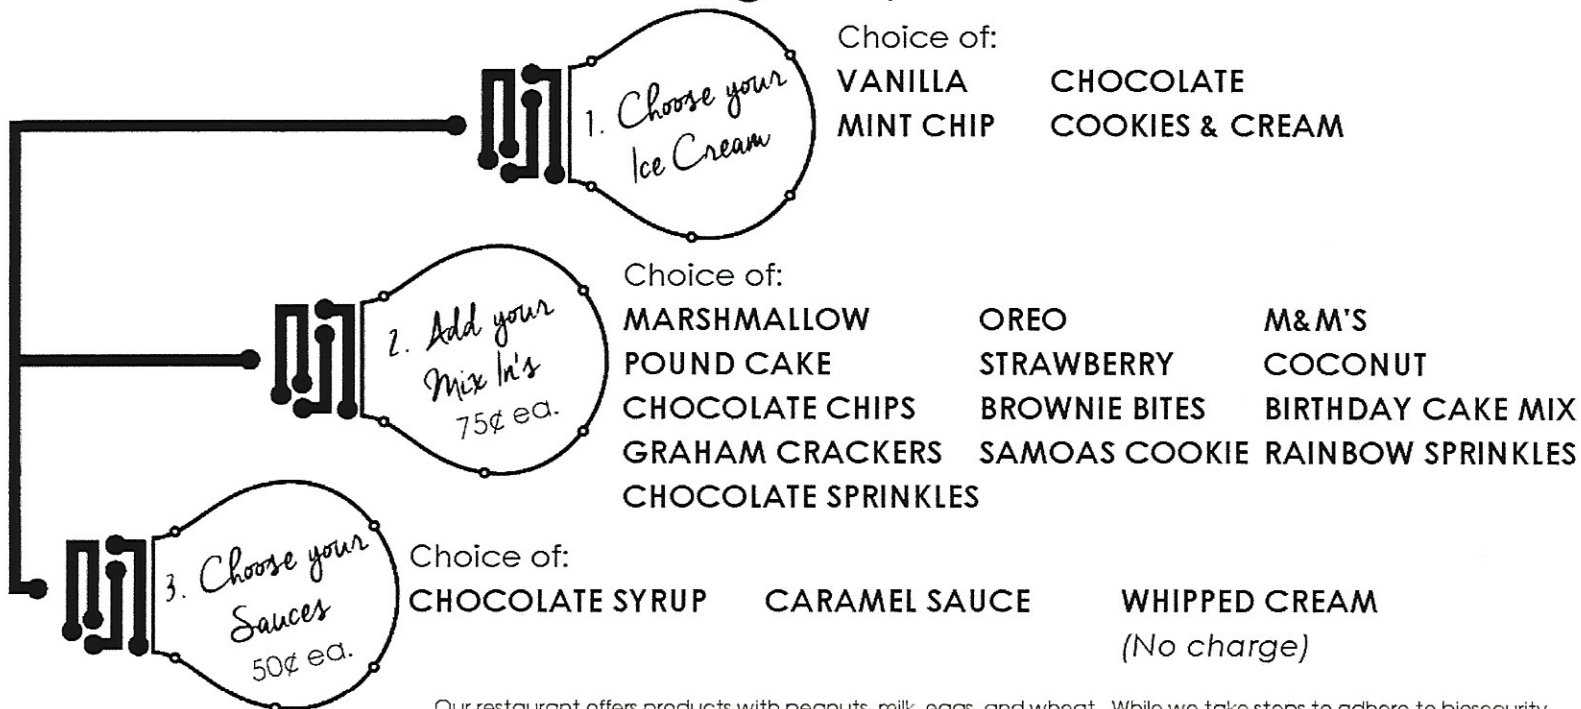 Choice of:
VANILLA CHOCOLATE
MINT CHIP COOKIES & CREAM
1. Choose your
Ice Cream
Choice of:
MARSHMALLOW OREO M&M'S
POUND CAKE STRAWBERRY COCONUT
CHOCOLATE CHIPS BROWNIE BITES BIRTHDAY CAKE MIX
GRAHAM CRACKERS SAMOAS COOKIE RAINBOW SPRINKLES
CHOCOLATE SPRINKLES
2. Add your
Mix In's
75¢ ea.
Choice of:
CHOCOLATE SYRUP CARAMEL SAUCE WHIPPED CREAM
(No charge)
3. Choose your
Sauces
50¢ ea.
Our restaurant offers products with peanuts, milk, eggs, and wheat. While we take steps to adhere to biosecurity